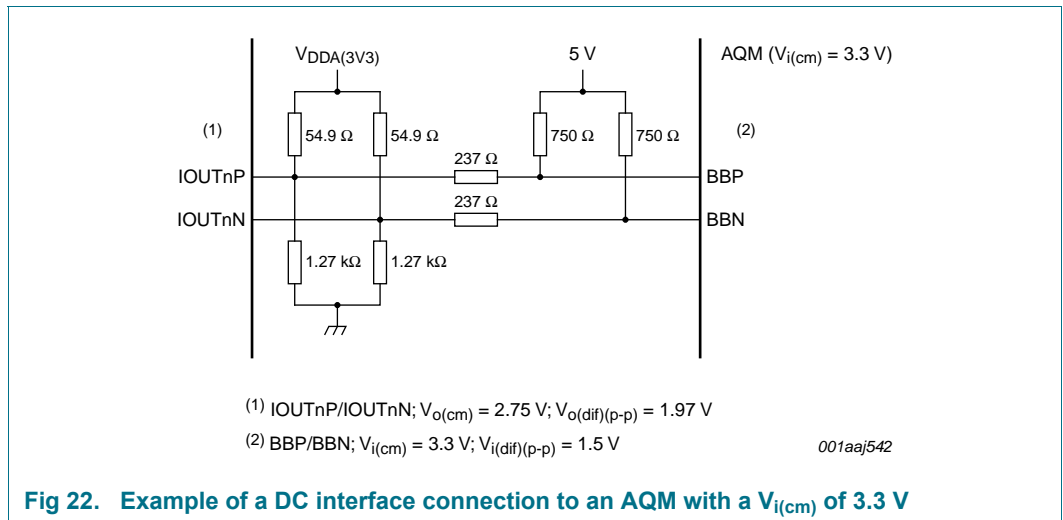 VDDA(3V3) 5 V AQM (Vi(cm) = 3.3 V)
(1) 54.9 Ω 54.9 Ω 750 Ω 750 Ω (2)
237 Ω
IOUTnP BBP
237 Ω
IOUTnN BBN
1.27 kΩ 1.27 kΩ
(1) IOUTnP/IOUTnN; Vo(cm) = 2.75 V; Vo(dif)(p-p) = 1.97 V
(2) BBP/BBN; Vi(cm) = 3.3 V; Vi(dif)(p-p) = 1.5 V 001aaj542
Fig 22. Example of a DC interface connection to an AQM with a Vi(cm) of 3.3 V